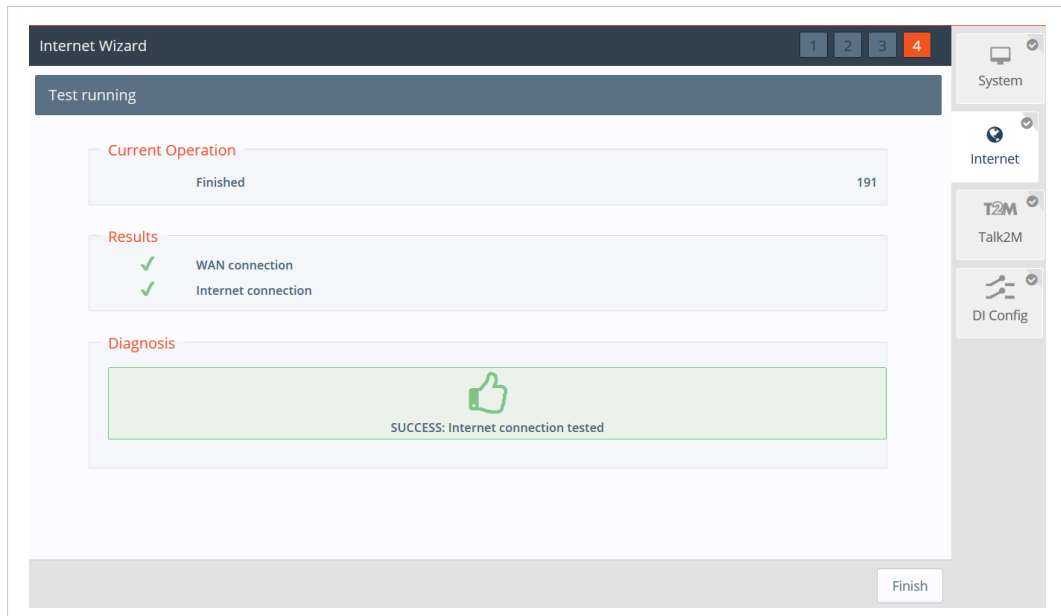 Internet Wizard
1 2 3 4
Test running
Current Operation
Finished 191
Results
WAN connection
Internet connection
Diagnosis
SUCCESS: Internet connection tested
Finish
System
Internet
T2M
Talk2M
DI Config